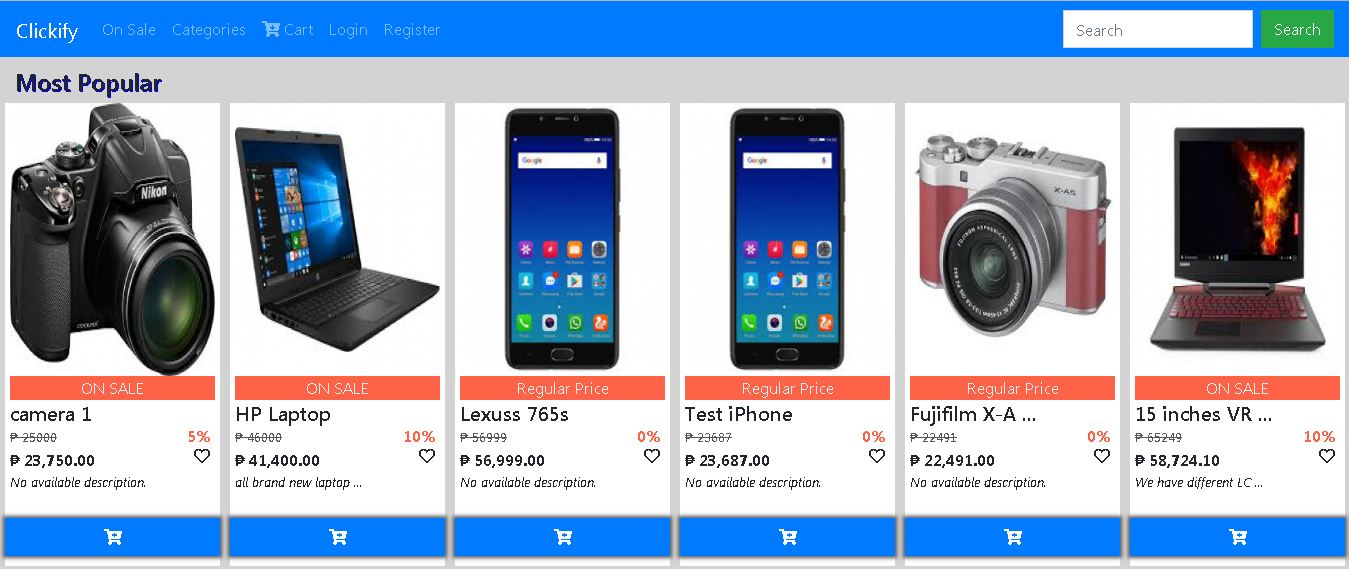 Clickify On Sale Categories Cart Login Register Search Search
Most Popular
Nikon
COOLPIX
Google
Google
X-A5
Lenovo
ON SALE
camera 1
₱ 25000 5%
₱ 23,750.00
No available description.
ON SALE
HP Laptop
₱ 46000 10%
₱ 41,400.00
all brand new laptop ...
Regular Price
Lexuss 765s
₱ 56999 0%
₱ 56,999.00
No available description.
Regular Price
Test iPhone
₱ 23687 0%
₱ 23,687.00
No available description.
Regular Price
Fujifilm X-A ...
₱ 22491 0%
₱ 22,491.00
No available description.
ON SALE
15 inches VR ...
₱ 65249 10%
₱ 58,724.10
We have different LC ...